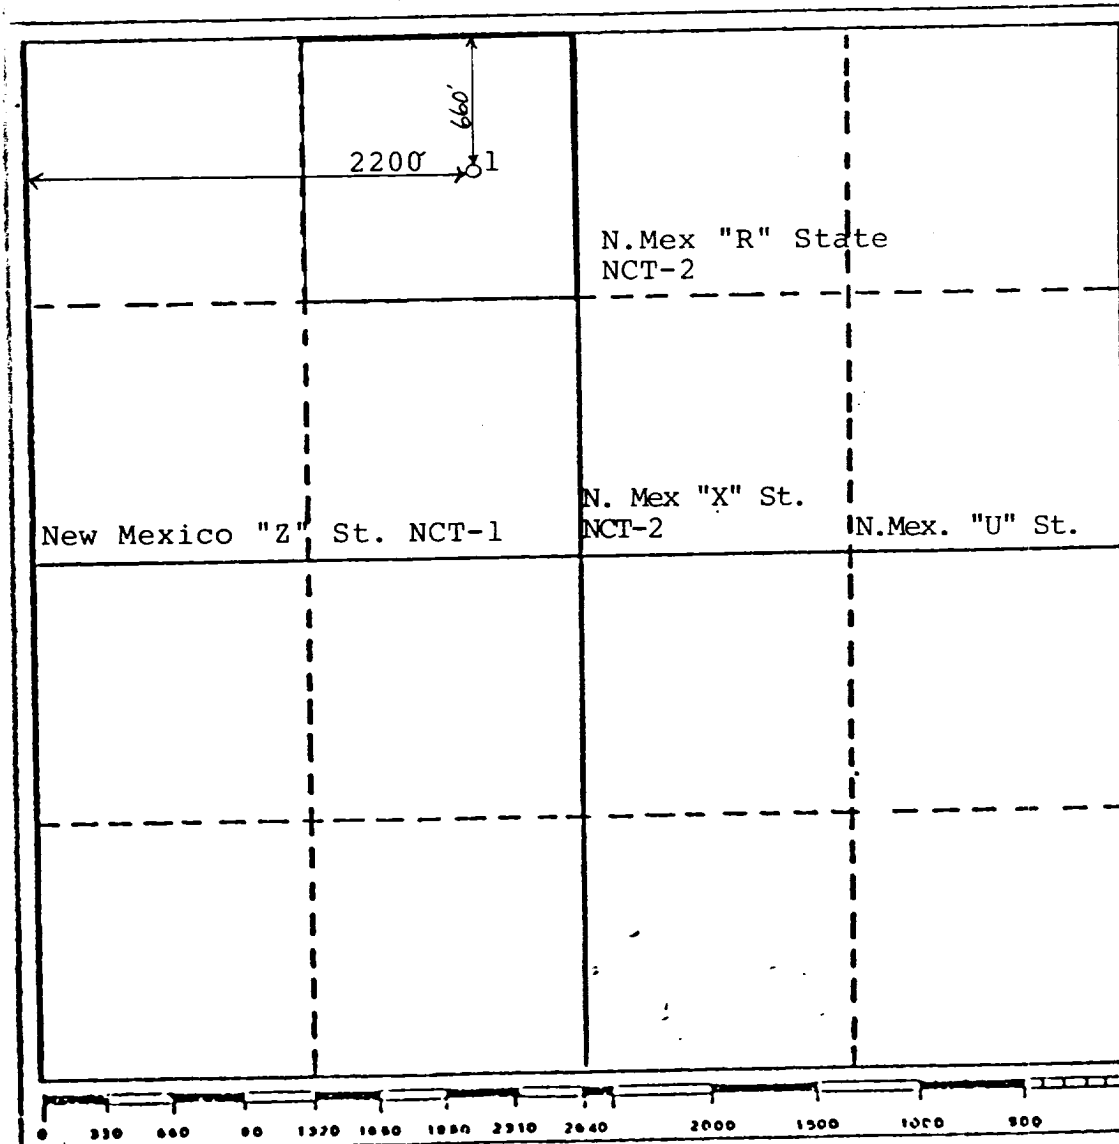 660'
2200' 1
N.Mex "R" State
NCT-2
N. Mex "X" St.
NCT-2
New Mexico "Z" St. NCT-1
N.Mex. "U" St.
0 330 660 90 1320 1650 1980 2310 2640 2000 1500 1000 500